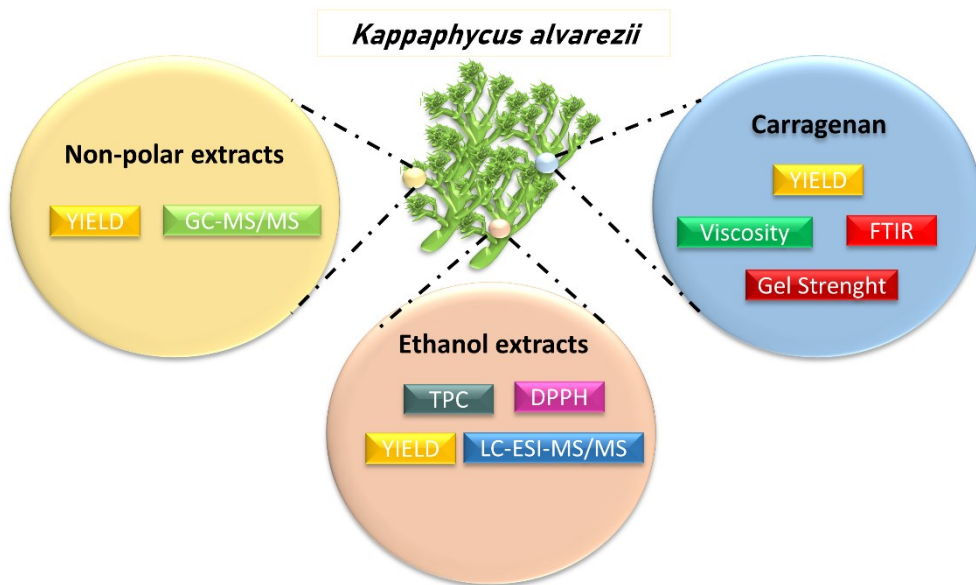 Kappaphycus alvarezii
Non-polar extracts
YIELD
GC-MS/MS
Carragenan
YIELD
Viscosity
FTIR
Gel Strenght
Ethanol extracts
TPC
DPPH
YIELD
LC-ESI-MS/MS